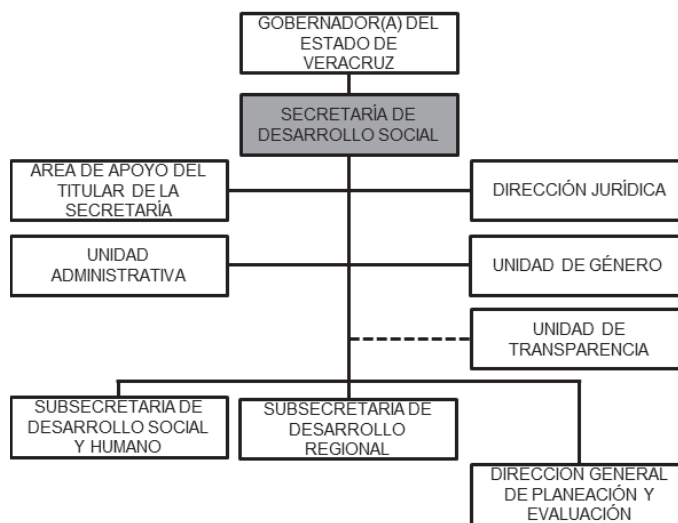 GOBERNADOR(A) DEL
ESTADO DE
VERACRUZ
SECRETARÍA DE
DESARROLLO SOCIAL
AREA DE APOYO DEL
TITULAR DE LA
SECRETARÍA
DIRECCIÓN JURÍDICA
UNIDAD
ADMINISTRATIVA
UNIDAD DE GÉNERO
UNIDAD DE
TRANSPARENCIA
SUBSECRETARIA DE
DESARROLLO SOCIAL
Y HUMANO
SUBSECRETARIA DE
DESARROLLO
REGIONAL
DIRECCION GENERAL
DE PLANEACIÓN Y
EVALUACIÓN